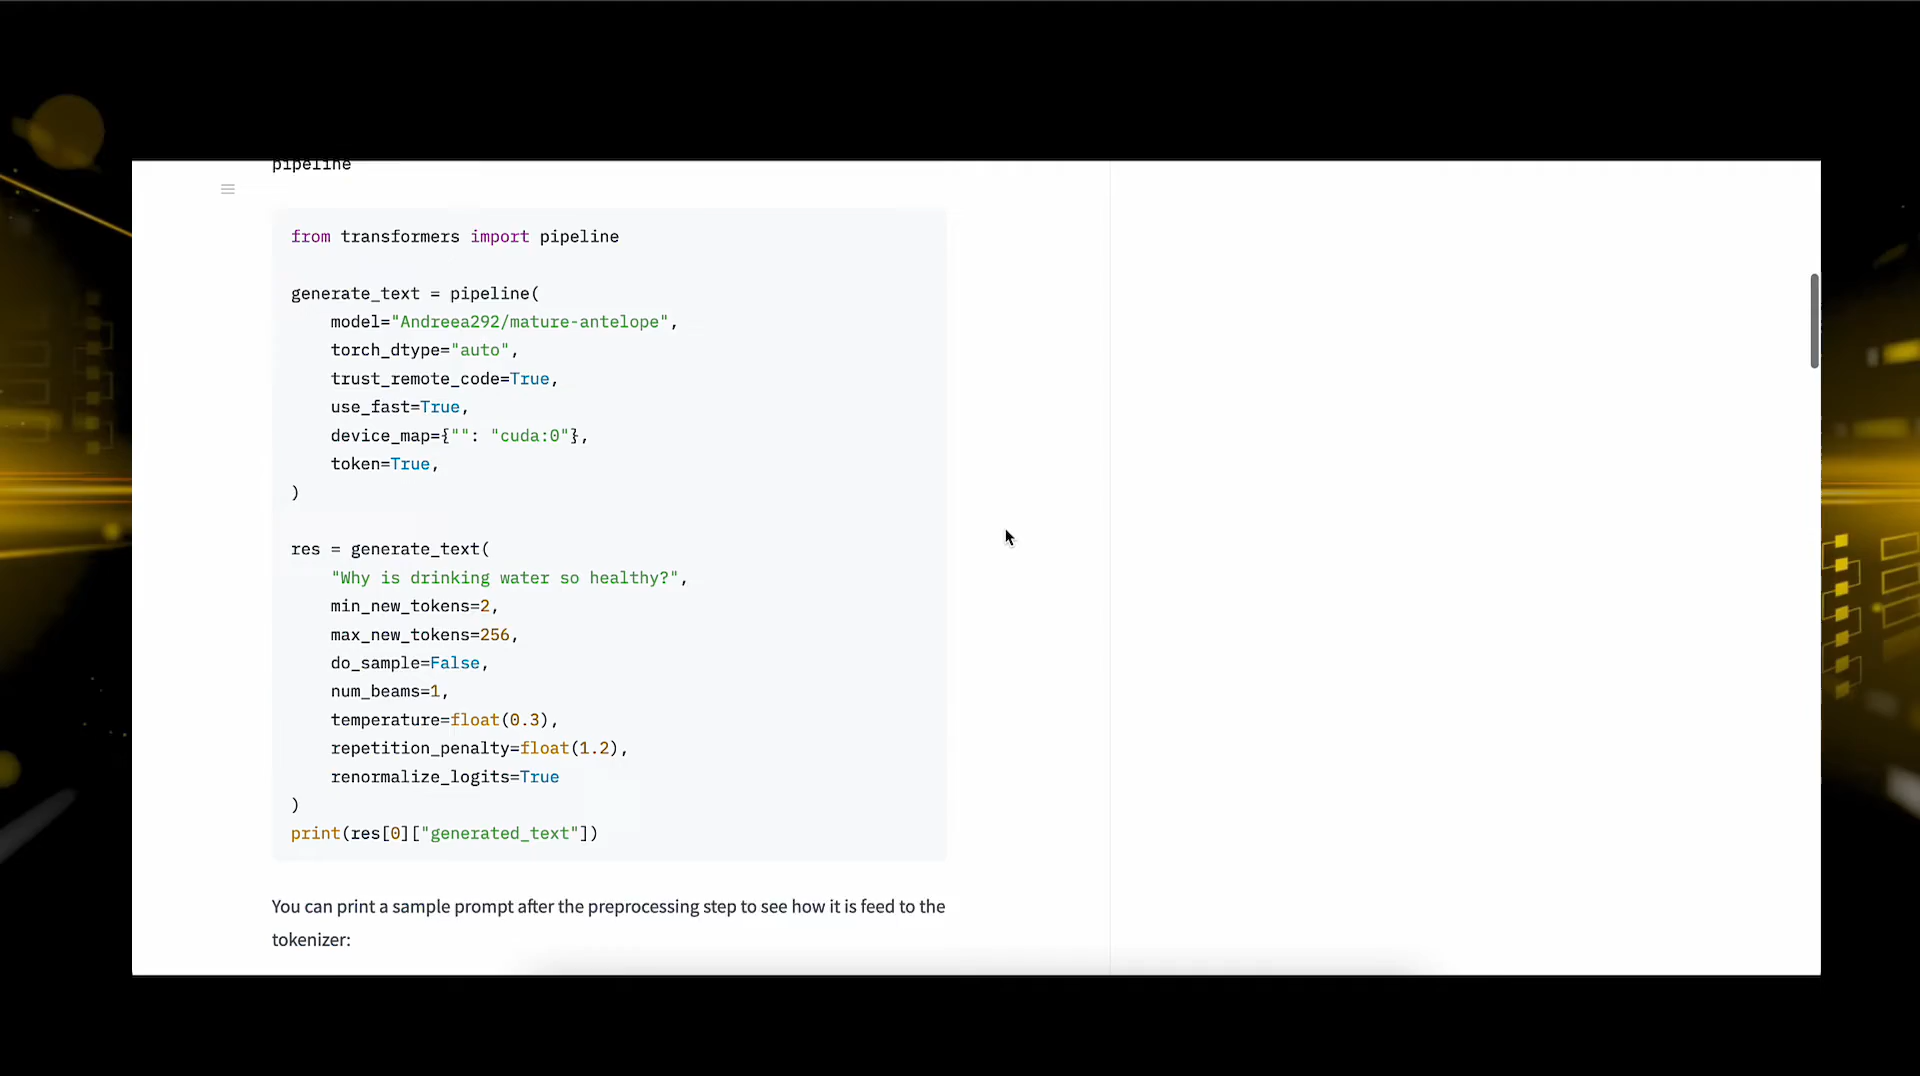 pipeline
from transformers import pipeline
generate_text = pipeline(
    model="Andreea292/mature-antelope",
    torch_dtype="auto",
    trust_remote_code=True,
    use_fast=True,
    device_map={"": "cuda:0"},
    token=True,
)
res = generate_text(
    "Why is drinking water so healthy?",
    min_new_tokens=2,
    max_new_tokens=256,
    do_sample=False,
    num_beams=1,
    temperature=float(0.3),
    repetition_penalty=float(1.2),
    renormalize_logits=True
)
print(res[0]["generated_text"])
You can print a sample prompt after the preprocessing step to see how it is feed to the
tokenizer: